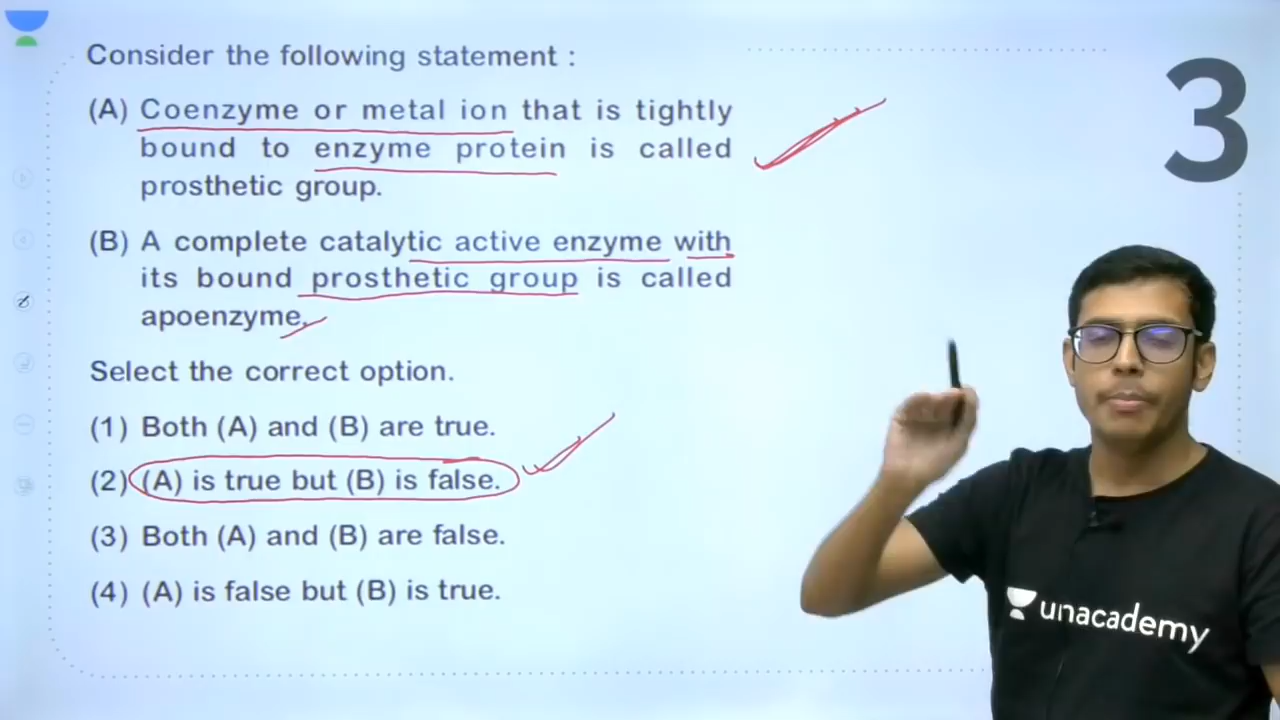 Consider the following statement :
(A) Coenzyme or metal ion that is tightly
bound to enzyme protein is called
prosthetic group.
(B) A complete catalytic active enzyme with
its bound prosthetic group is called
apoenzyme.
Select the correct option.
(1) Both (A) and (B) are true.
(2) (A) is true but (B) is false.
(3) Both (A) and (B) are false.
(4) (A) is false but (B) is true.
3
unacademy